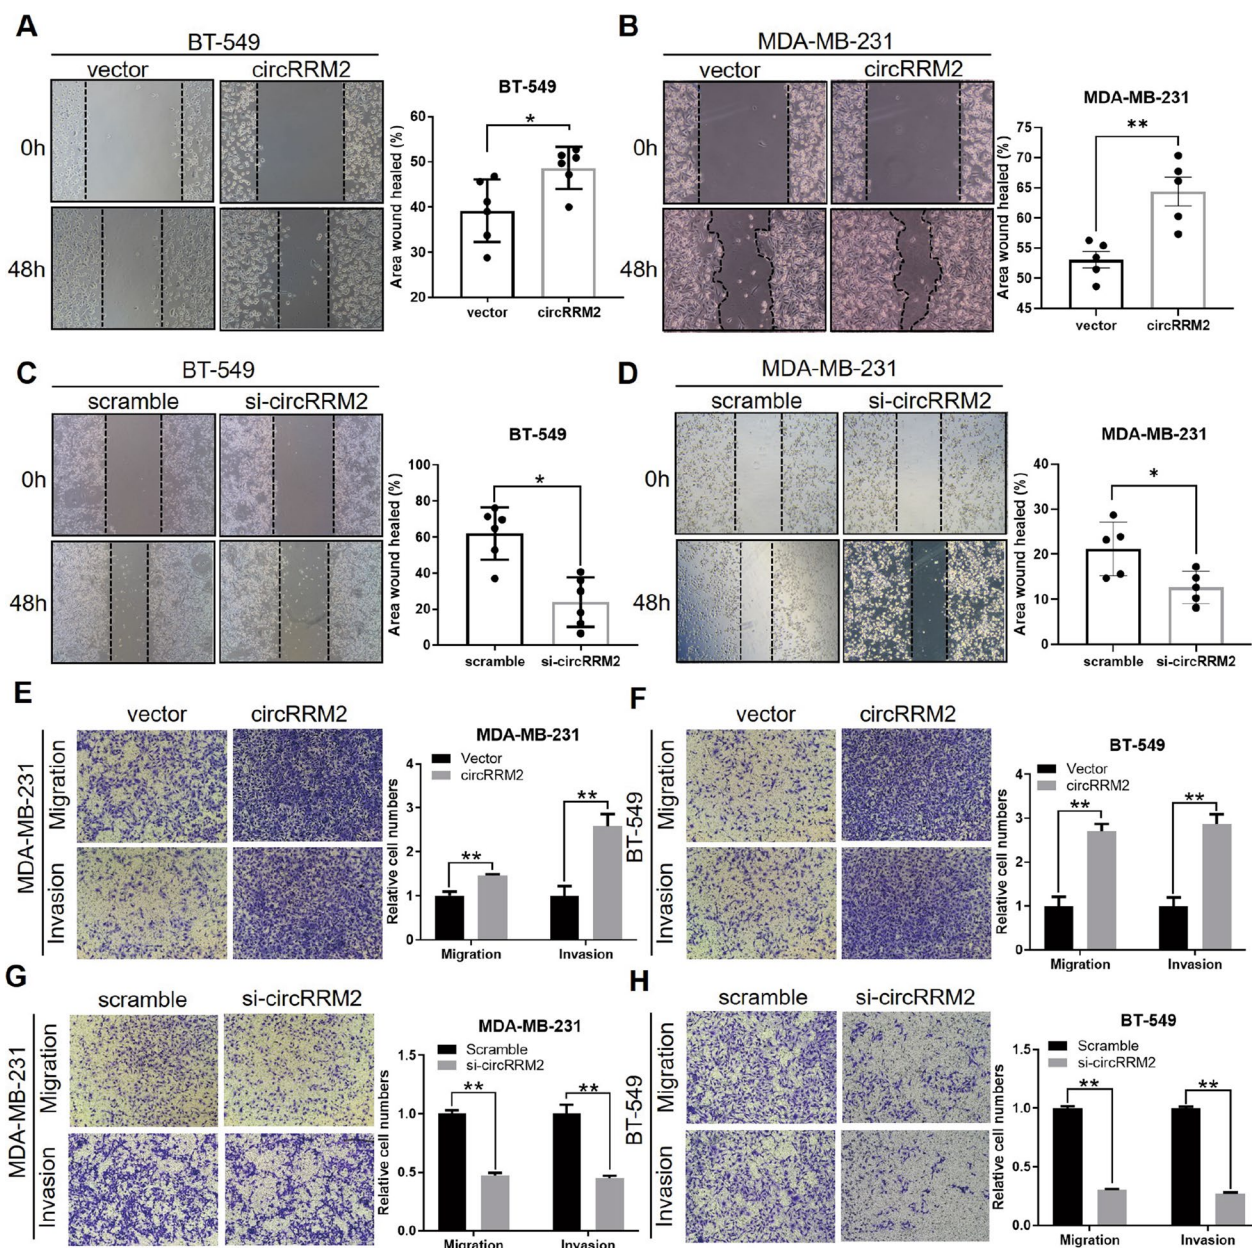 A
BT-549
vector circRRM2
0h
48h
BT-549
Area wound healed (%)
60
50
40
30
20
*
vector circRRM2
B
MDA-MB-231
vector circRRM2
0h
48h
MDA-MB-231
Area wound healed (%)
75
70
65
60
55
50
45
**
vector circRRM2
C
BT-549
scramble si-circRRM2
0h
48h
BT-549
Area wound healed (%)
100
80
60
40
20
0
*
scramble si-circRRM2
D
MDA-MB-231
scramble si-circRRM2
0h
48h
MDA-MB-231
Area wound healed (%)
40
30
20
10
0
*
scramble si-circRRM2
E
vector circRRM2
MDA-MB-231
Migration
Invasion
MDA-MB-231
Vector
circRRM2
Relative cell numbers
4
3
2
1
0
** **
Migration Invasion
F
vector circRRM2
BT-549
Migration
Invasion
BT-549
Vector
circRRM2
Relative cell numbers
4
3
2
1
0
** **
Migration Invasion
G
scramble si-circRRM2
MDA-MB-231
Migration
Invasion
MDA-MB-231
Scramble
si-circRRM2
Relative cell numbers
1.5
1.0
0.5
0.0
** **
Migration Invasion
H
scramble si-circRRM2
BT-549
Migration
Invasion
BT-549
Scramble
si-circRRM2
Relative cell numbers
1.5
1.0
0.5
0.0
** **
Migration Invasion